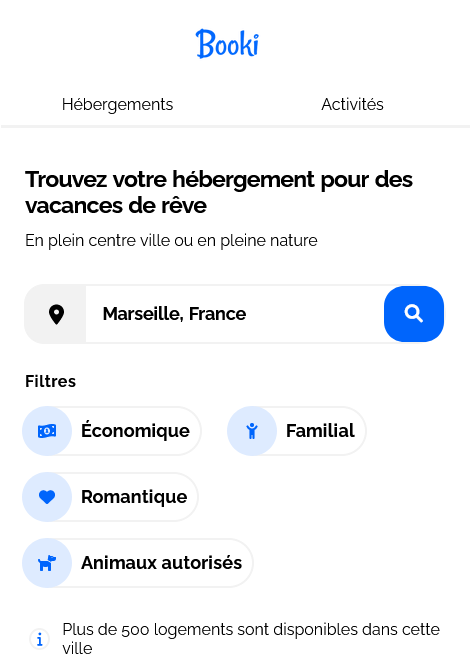 Booki
Hébergements Activités
Trouvez votre hébergement pour des
vacances de rêve
En plein centre ville ou en pleine nature
Marseille, France
Filtres
Économique Familial
Romantique
Animaux autorisés
Plus de 500 logements sont disponibles dans cette
ville